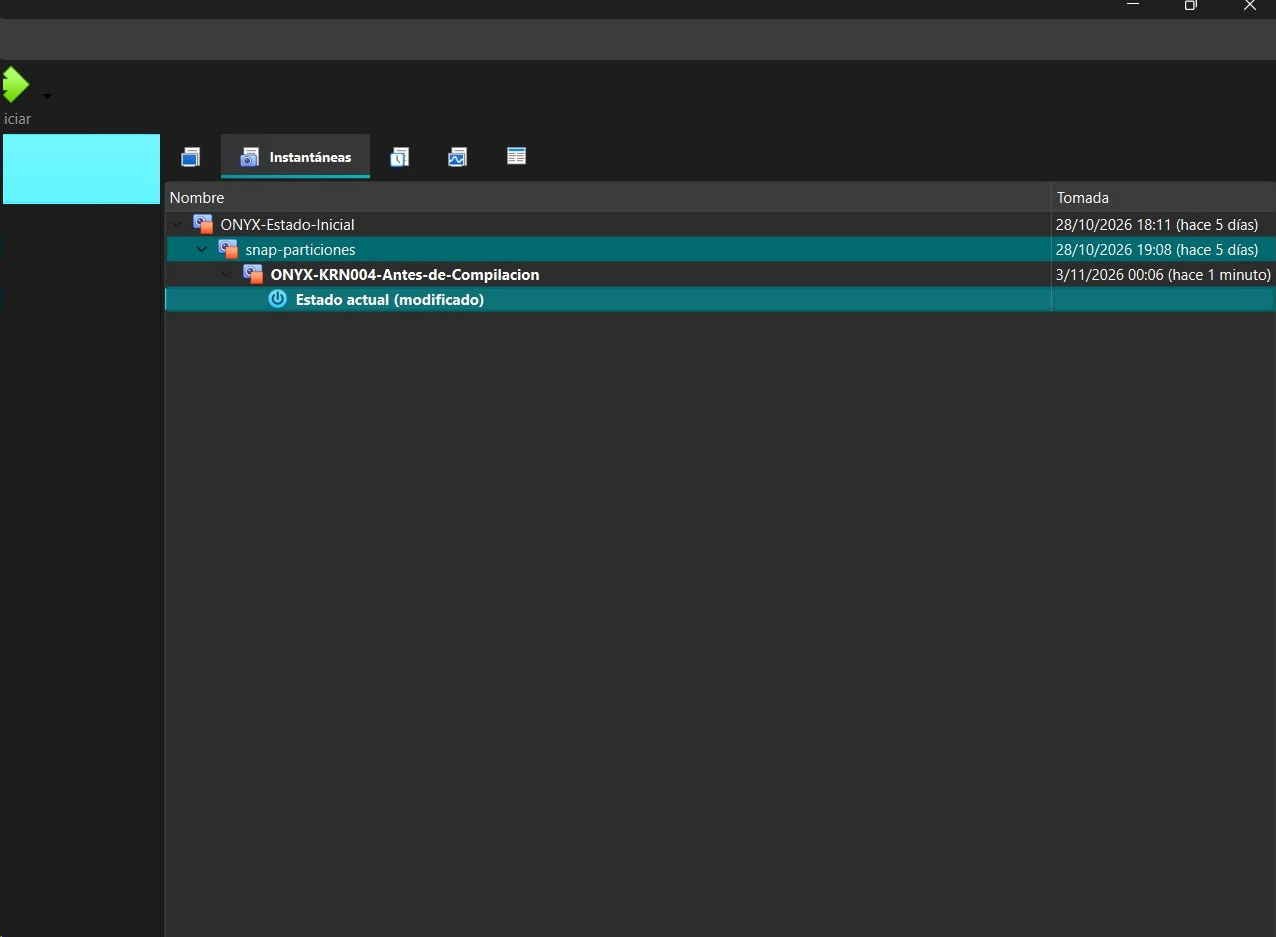 iciar
Instantáneas
Nombre Tomada
ONYX-Estado-Inicial 28/10/2026 18:11 (hace 5 días)
snap-particiones 28/10/2026 19:08 (hace 5 días)
ONYX-KRN004-Antes-de-Compilacion 3/11/2026 00:06 (hace 1 minuto)
Estado actual (modificado)